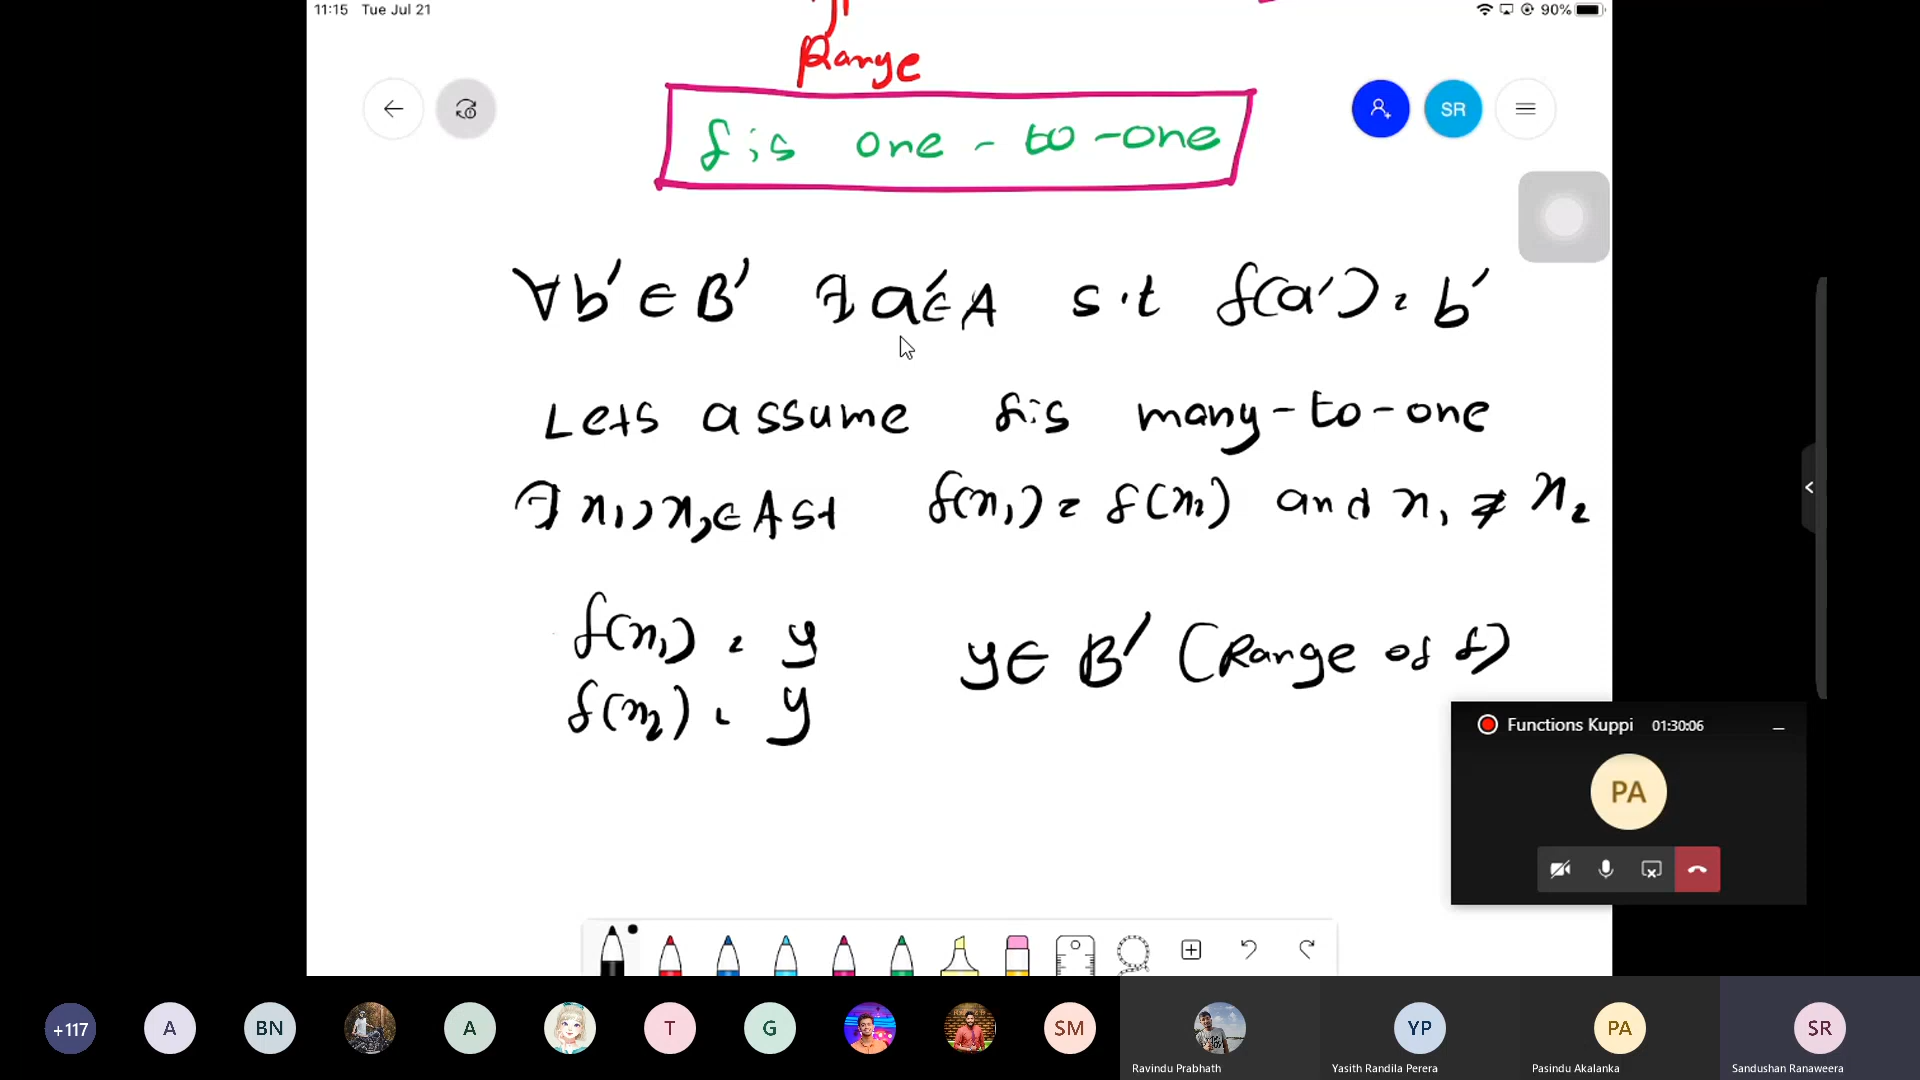 11:15 Tue Jul 21
90%
Range
f is one-to-one
SR
∀b′∈B′ ∃ a′∈A s.t f(a′) = b′
Lets assume f is many-to-one
∃ x₁, x₂∈A st f(x₁) = f(x₂) and x₁ ≠ x₂
f(x₁) = y
y∈ B′ (Range of f)
f(x₂) = y
Functions Kuppi 01:30:06
PA
+117
A
BN
A
T
G
SM
YP
PA
SR
Ravindu Prabhath
Yasith Randila Perera
Pasindu Akalanka
Sandushan Ranaweera